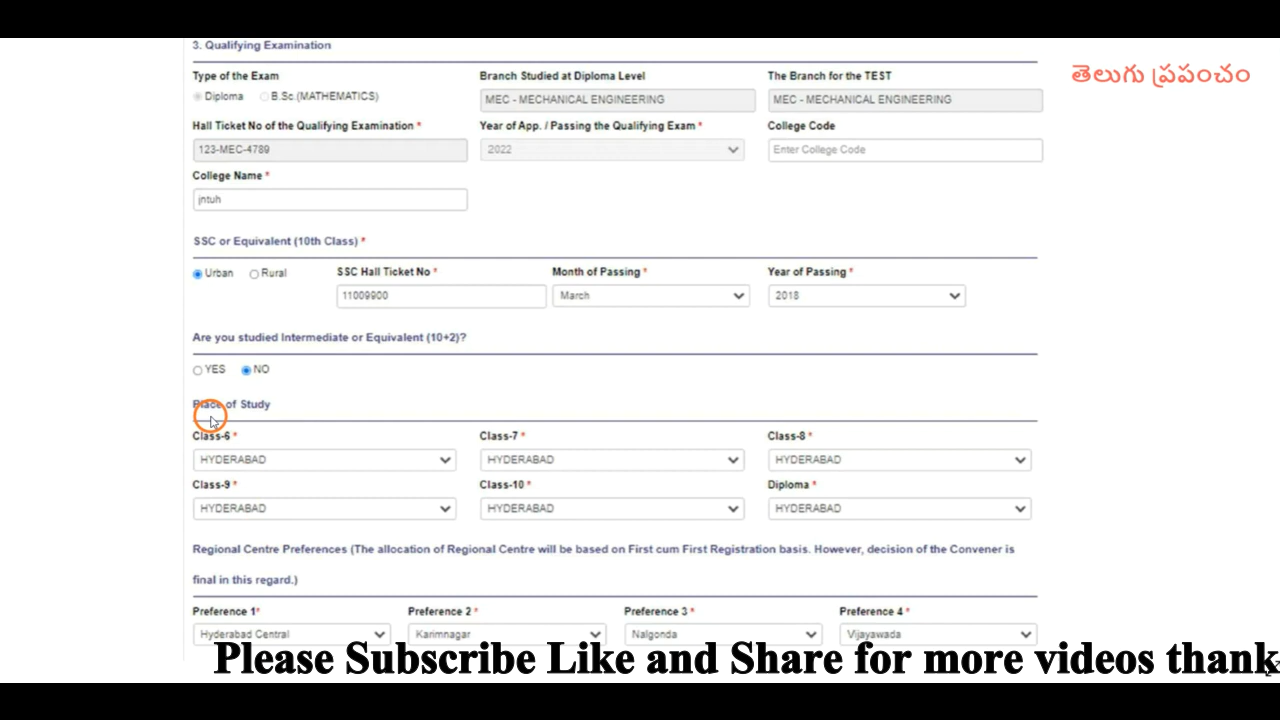 3. Qualifying Examination
తెలుగు ప్రపంచం
Type of the Exam Branch Studied at Diploma Level The Branch for the TEST
Diploma B.Sc.(MATHEMATICS) MEC - MECHANICAL ENGINEERING MEC - MECHANICAL ENGINEERING
Hall Ticket No of the Qualifying Examination * Year of App. / Passing the Qualifying Exam * College Code
123-MEC-4789 2022 Enter College Code
College Name *
jntuh
SSC or Equivalent (10th Class) *
Urban Rural SSC Hall Ticket No * Month of Passing * Year of Passing *
11009900 March 2018
Are you studied Intermediate or Equivalent (10+2)?
YES NO
Place of Study
Class-6 * Class-7 * Class-8 *
HYDERABAD HYDERABAD HYDERABAD
Class-9 * Class-10 * Diploma *
HYDERABAD HYDERABAD HYDERABAD
Regional Centre Preferences (The allocation of Regional Centre will be based on First cum First Registration basis. However, decision of the Convener is
final in this regard.)
Preference 1* Preference 2 * Preference 3 * Preference 4 *
Hyderabad Central Karimnagar Nalgonda Vijayawada
Please Subscribe Like and Share for more videos thank